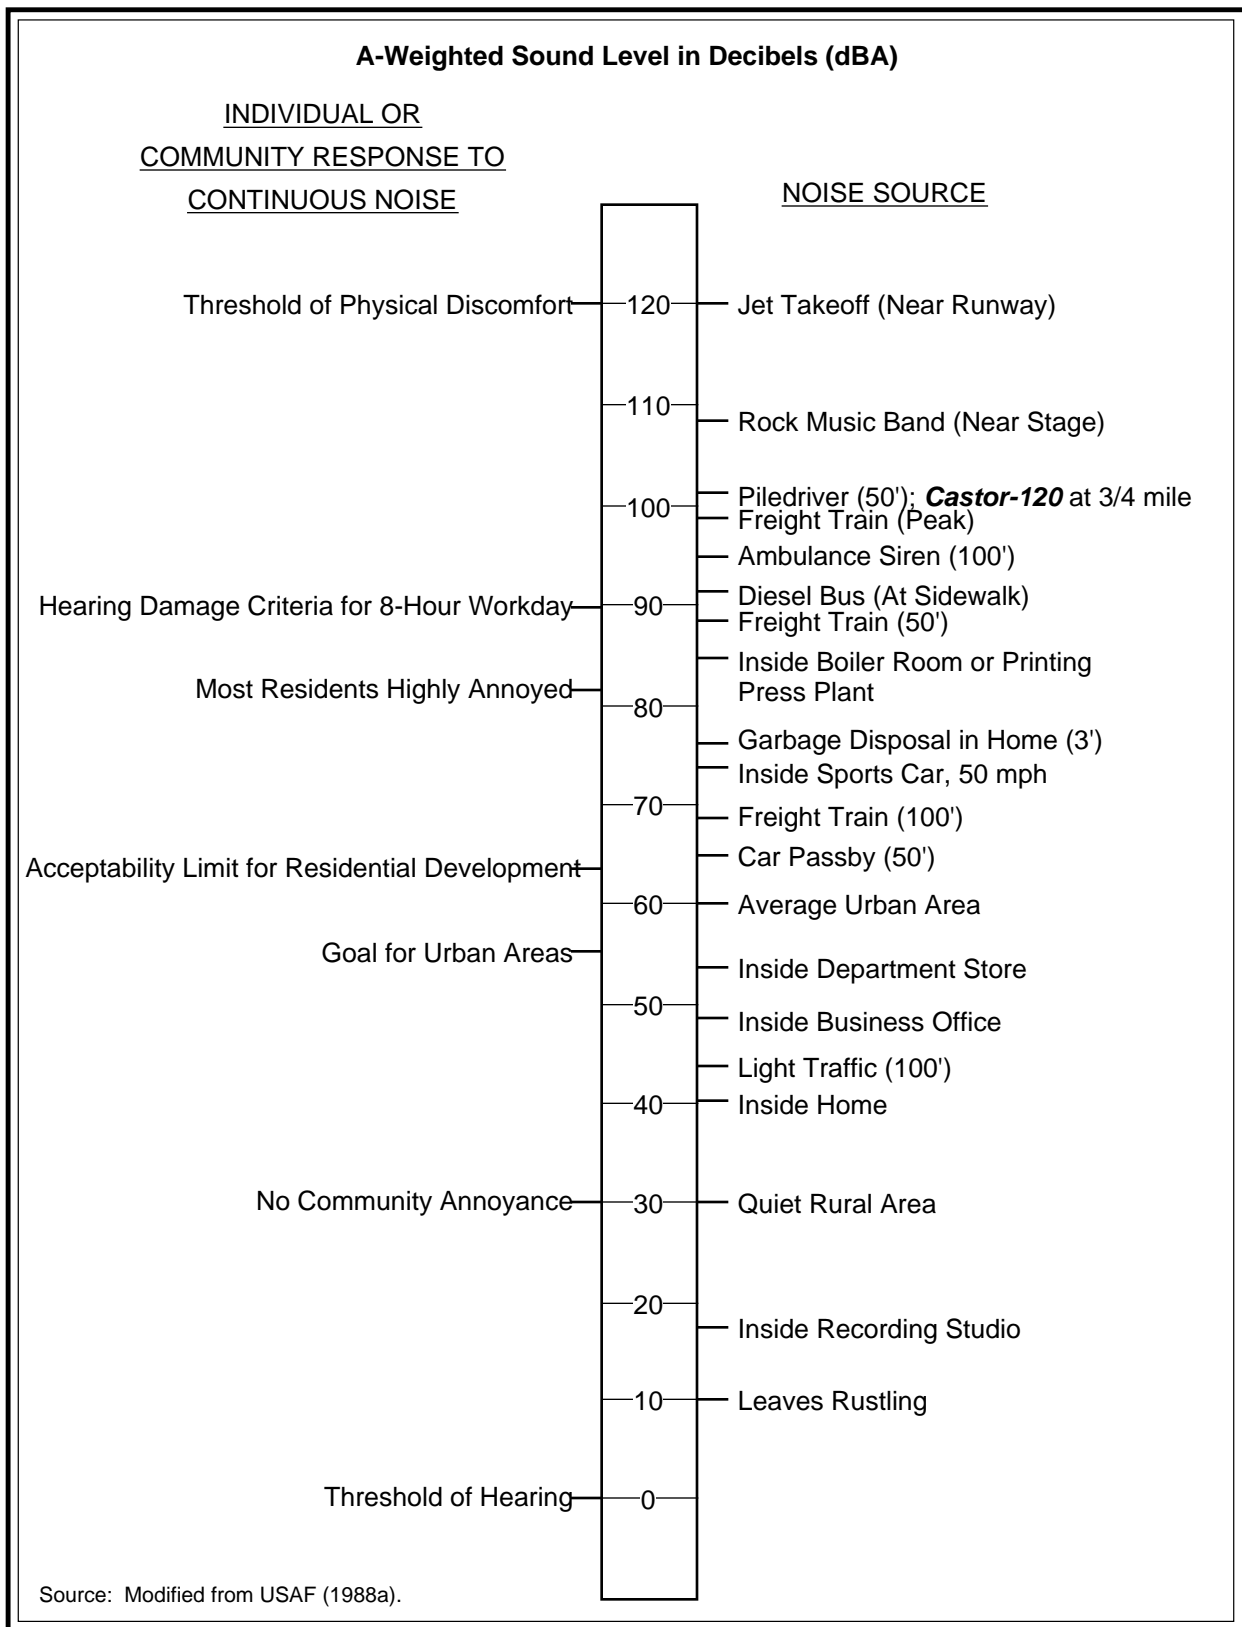 A-Weighted Sound Level in Decibels (dBA)
INDIVIDUAL OR
COMMUNITY RESPONSE TO
CONTINUOUS NOISE
NOISE SOURCE
Threshold of Physical Discomfort
120
Jet Takeoff (Near Runway)
110
Rock Music Band (Near Stage)
Piledriver (50'); Castor-120 at 3/4 mile
100
Freight Train (Peak)
Ambulance Siren (100')
Diesel Bus (At Sidewalk)
Hearing Damage Criteria for 8-Hour Workday
90
Freight Train (50')
Inside Boiler Room or Printing
Press Plant
Most Residents Highly Annoyed
80
Garbage Disposal in Home (3')
Inside Sports Car, 50 mph
70
Freight Train (100')
Car Passby (50')
Acceptability Limit for Residential Development
60
Average Urban Area
Goal for Urban Areas
Inside Department Store
50
Inside Business Office
Light Traffic (100')
40
Inside Home
No Community Annoyance
30
Quiet Rural Area
20
Inside Recording Studio
10
Leaves Rustling
Threshold of Hearing
0
Source: Modified from USAF (1988a).